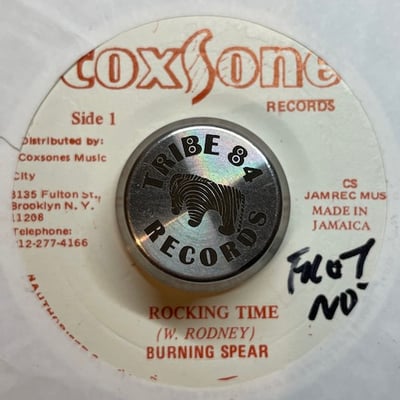 coxsone
RECORDS
Side 1
Distributed by:
Coxsones Music
City
3135 Fulton St.,
Brooklyn N. Y.
11208
Telephone:
212-277-4166
CS
JAMREC MUS
MADE IN
JAMAICA
TRIBE 84
RECORDS
NO.
ROCKING TIME
(W. RODNEY)
BURNING SPEAR